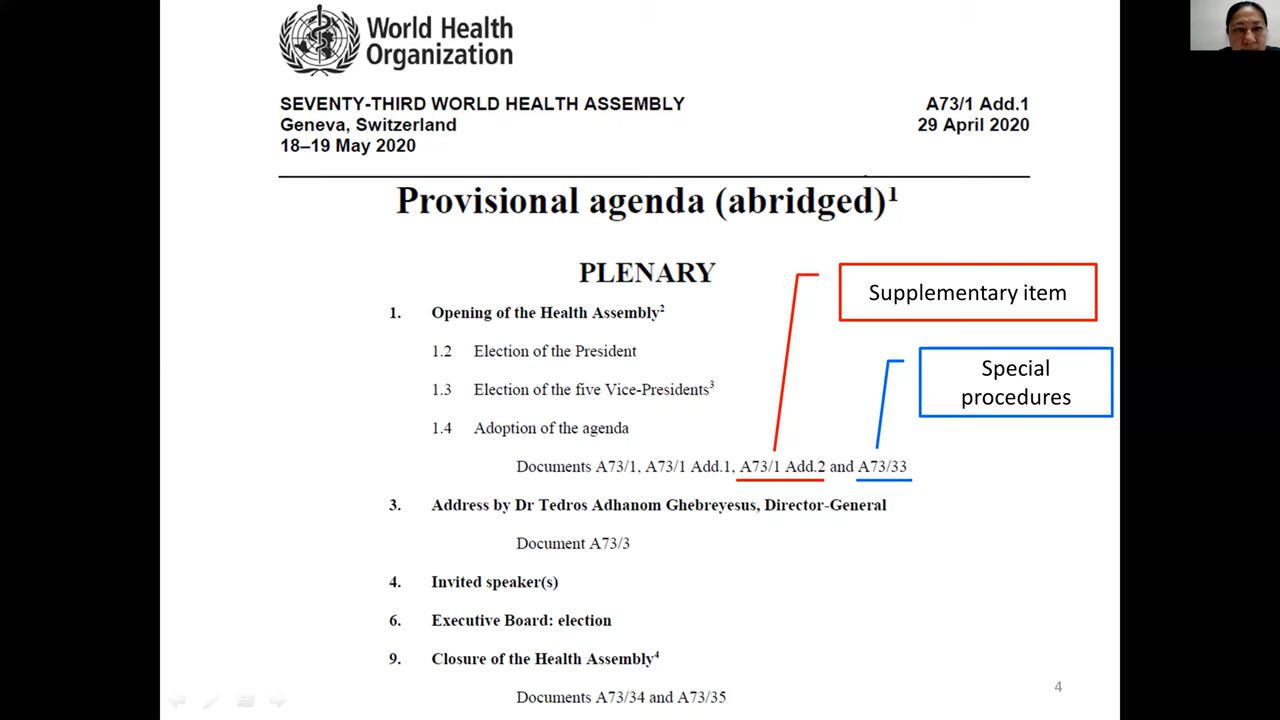 World Health
Organization
SEVENTY-THIRD WORLD HEALTH ASSEMBLY
Geneva, Switzerland
18–19 May 2020
A73/1 Add.1
29 April 2020
Provisional agenda (abridged)¹
PLENARY
1. Opening of the Health Assembly²
1.2 Election of the President
1.3 Election of the five Vice-Presidents³
1.4 Adoption of the agenda
Documents A73/1, A73/1 Add.1, A73/1 Add.2 and A73/33
Supplementary item
Special
procedures
3. Address by Dr Tedros Adhanom Ghebreyesus, Director-General
Document A73/3
4. Invited speaker(s)
6. Executive Board: election
9. Closure of the Health Assembly⁴
Documents A73/34 and A73/35
4